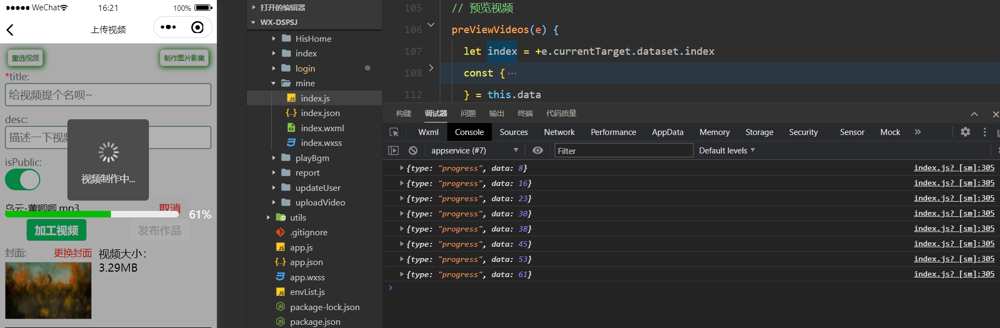 WeChat 16:21 100%
上传视频
重选视频 制作图片影集
*title:
给视频提个名呗~
desc:
描述一下视频
视频制作中...
isPublic:
乌云-黄唧唧.mp3 取消
61%
加工视频 发布作品
封面: 更换封面 视频大小：
3.29MB
打开的编辑器
WX-DSPSJ
HisHome
index
login
mine
index.js
index.json
index.wxml
index.wxss
playBgm
report
updateUser
uploadVideo
utils
.gitignore
app.js
app.json
app.wxss
envList.js
package-lock.json
package.json
105 // 预览视频
106 preViewVideos(e) {
107 let index = +e.currentTarget.dataset.index
108 const { ···
112 } = this.data
构建 调试器 问题 输出 终端 代码质量
Wxml Console Sources Network Performance AppData Memory Storage Security Sensor Mock »
appservice (#7) Filter Default levels
{type: "progress", data: 8} index.js? [sm]:305
{type: "progress", data: 16} index.js? [sm]:305
{type: "progress", data: 23} index.js? [sm]:305
{type: "progress", data: 30} index.js? [sm]:305
{type: "progress", data: 38} index.js? [sm]:305
{type: "progress", data: 45} index.js? [sm]:305
{type: "progress", data: 53} index.js? [sm]:305
{type: "progress", data: 61} index.js? [sm]:305